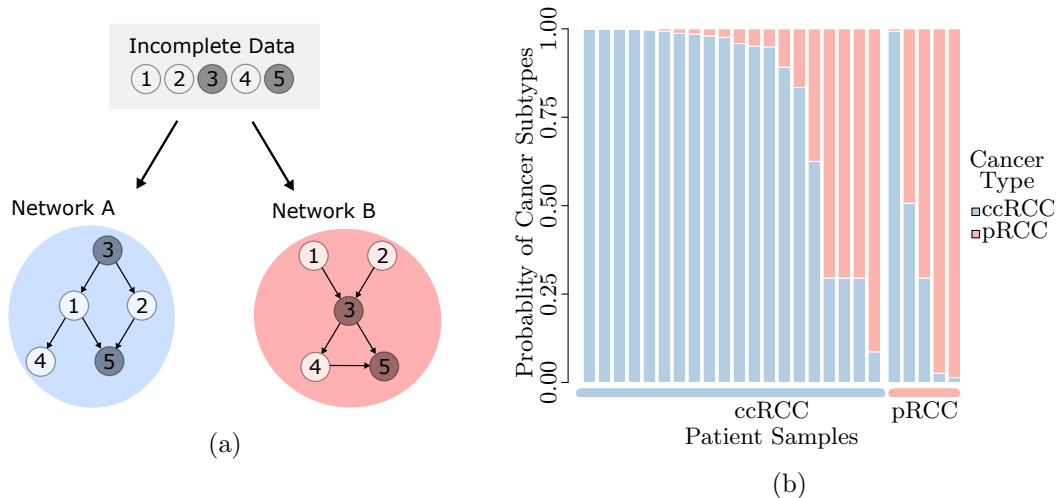 Incomplete Data
1 2 3 4 5
Network A
3
1 2
4 5
Network B
1 2
3
4 5
(a)
Probablity of Cancer Subtypes
1.00
0.75
0.50
0.25
0.00
ccRCC
pRCC
Patient Samples
Cancer
Type
ccRCC
pRCC
(b)